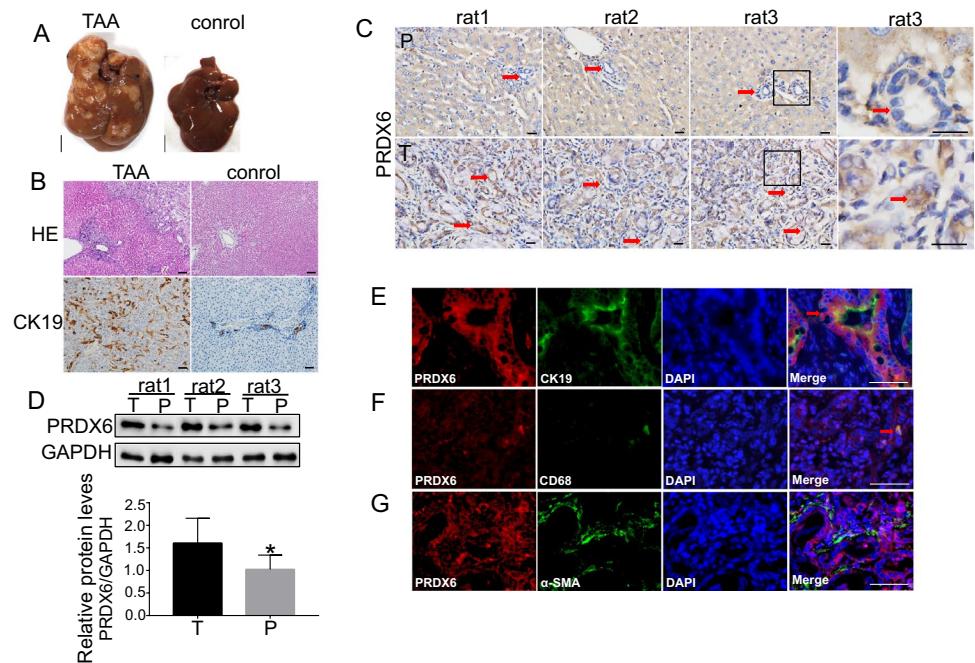 A
TAA
conrol
B
TAA
conrol
HE
CK19
C
rat1
rat2
rat3
rat3
PRDX6
P
T
D
rat1 rat2 rat3
T P T P T P
PRDX6
GAPDH
Relative protein leves
PRDX6/GAPDH
2.5
2.0
1.5
1.0
0.5
0.0
*
T
P
E
PRDX6
CK19
DAPI
Merge
F
PRDX6
CD68
DAPI
Merge
G
PRDX6
α-SMA
DAPI
Merge